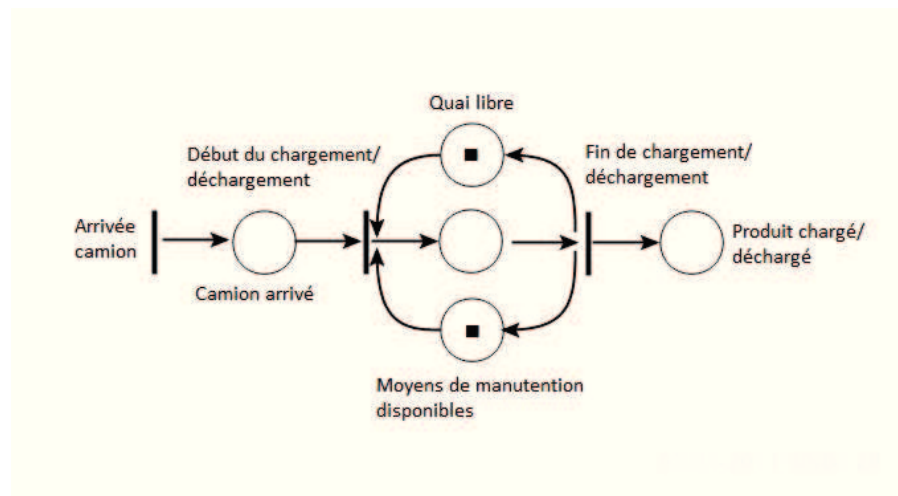 Quai libre
Début du chargement/
déchargement
Fin de chargement/
déchargement
Arrivée
camion
Produit chargé/
déchargé
Camion arrivé
Moyens de manutention
disponibles